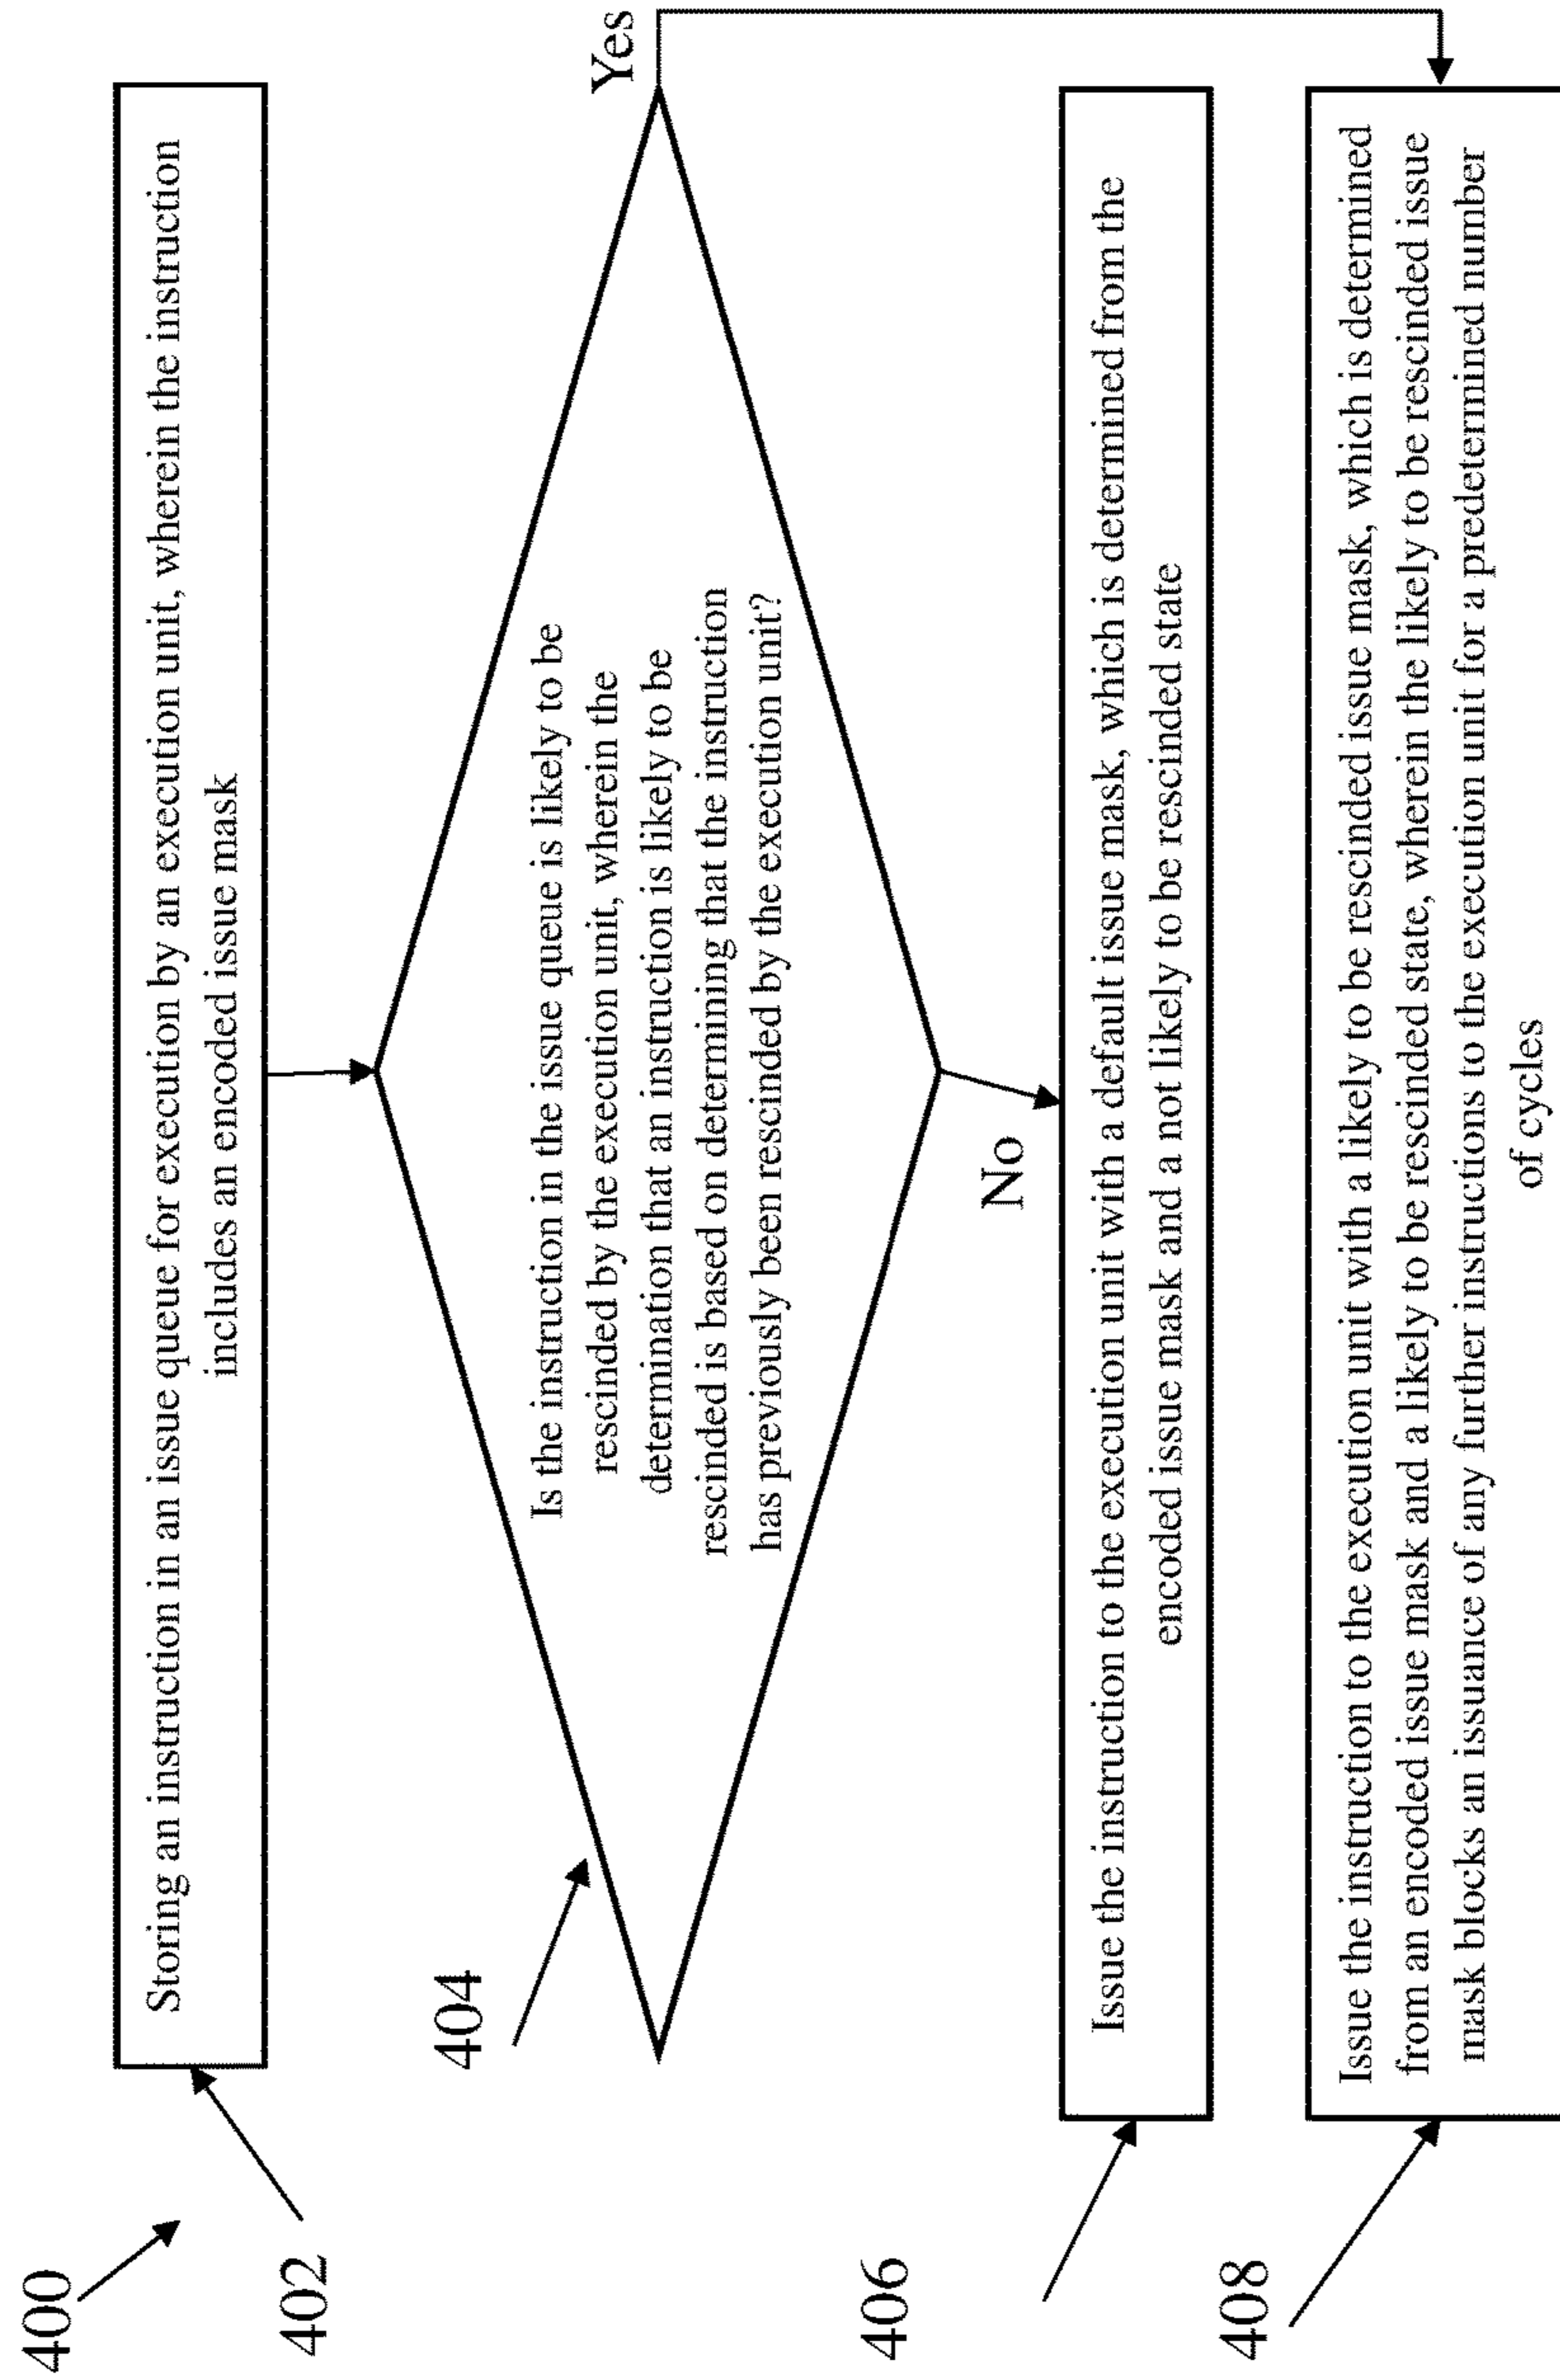 400
402
Storing an instruction in an issue queue for execution by an execution unit, wherein the instruction
includes an encoded issue mask
404
Is the instruction in the issue queue is likely to be
rescinded by the execution unit, wherein the
determination that an instruction is likely to be
rescinded is based on determining that the instruction
has previously been rescinded by the execution unit?
Yes
No
406
Issue the instruction to the execution unit with a default issue mask, which is determined from the
encoded issue mask and a not likely to be rescinded state
408
Issue the instruction to the execution unit with a likely to be rescinded issue mask, which is determined
from an encoded issue mask and a likely to be rescinded state, wherein the likely to be rescinded issue
mask blocks an issuance of any further instructions to the execution unit for a predetermined number
of cycles